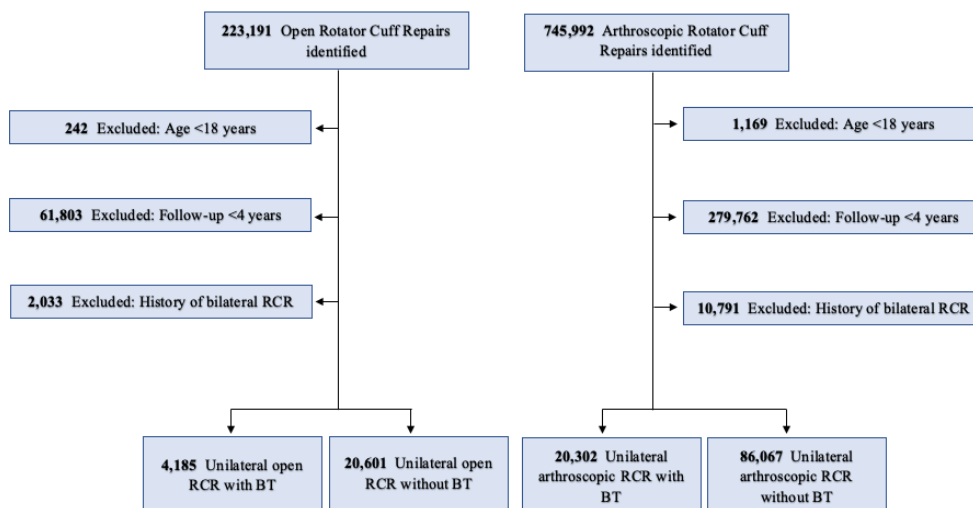 223,191 Open Rotator Cuff Repairs
identified
745,992 Arthroscopic Rotator Cuff
Repairs identified
242 Excluded: Age <18 years
1,169 Excluded: Age <18 years
61,803 Excluded: Follow-up <4 years
279,762 Excluded: Follow-up <4 years
2,033 Excluded: History of bilateral RCR
10,791 Excluded: History of bilateral RCR
4,185 Unilateral open
RCR with BT
20,601 Unilateral open
RCR without BT
20,302 Unilateral
arthroscopic RCR with
BT
86,067 Unilateral
arthroscopic RCR
without BT